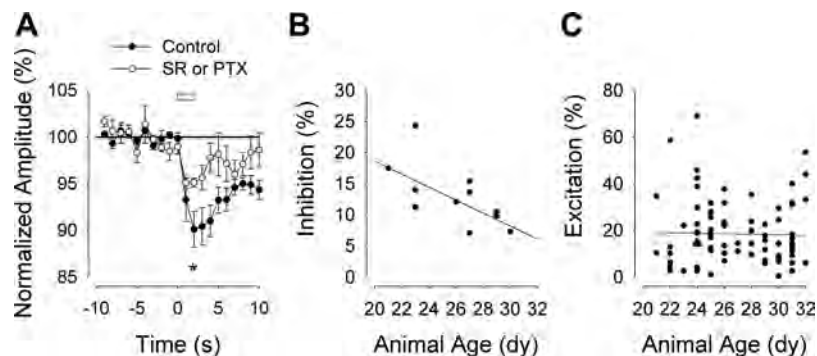 A
Control
SR or PTX
Normalized Amplitude (%)
105
100
95
90
85
*
-10 -5 0 5 10
Time (s)
B
Inhibition (%)
30
25
20
15
10
5
0
20 22 24 26 28 30 32
Animal Age (dy)
C
Excitation (%)
80
60
40
20
0
20 22 24 26 28 30 32
Animal Age (dy)